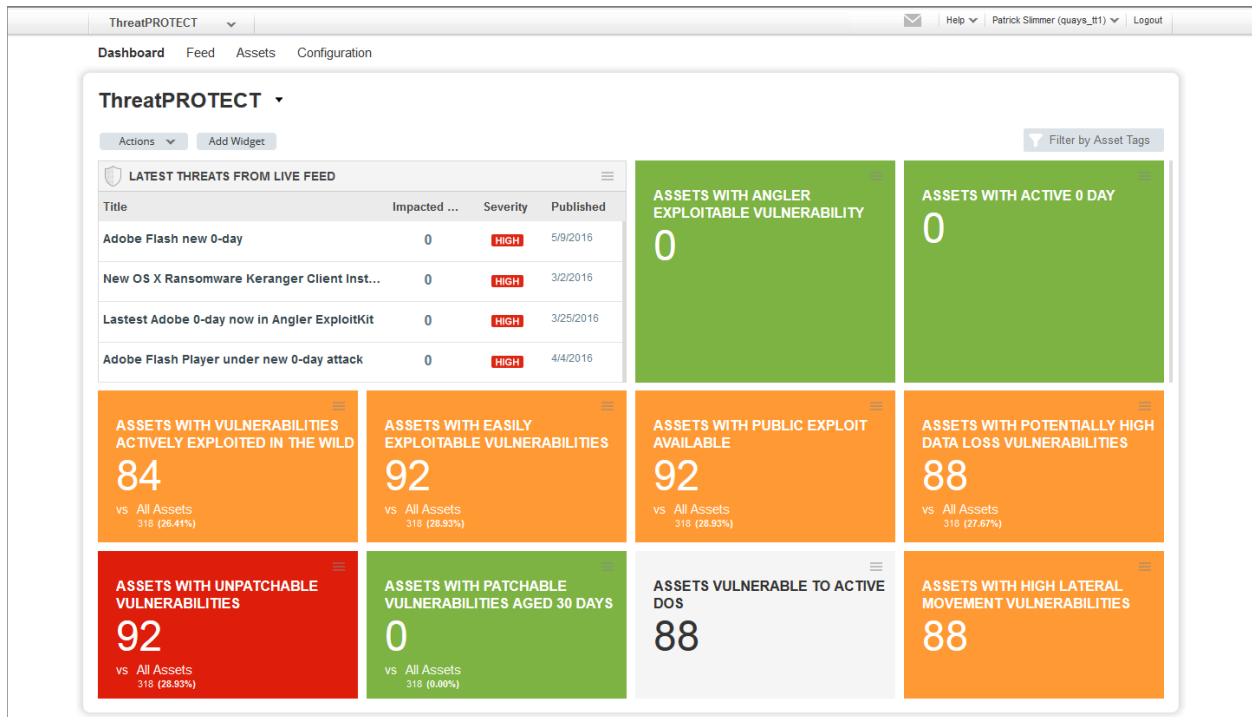 ThreatPROTECT
Help
Patrick Slimmer (quays_tt1)
Logout
Dashboard
Feed
Assets
Configuration
ThreatPROTECT
Actions
Add Widget
Filter by Asset Tags
LATEST THREATS FROM LIVE FEED
Title Impacted ... Severity Published
Adobe Flash new 0-day 0 HIGH 5/9/2016
New OS X Ransomware Keranger Client Inst... 0 HIGH 3/2/2016
Lastest Adobe 0-day now in Angler ExploitKit 0 HIGH 3/25/2016
Adobe Flash Player under new 0-day attack 0 HIGH 4/4/2016
ASSETS WITH ANGLER
EXPLOITABLE VULNERABILITY
0
ASSETS WITH ACTIVE 0 DAY
0
ASSETS WITH VULNERABILITIES
ACTIVELY EXPLOITED IN THE WILD
84
vs All Assets
318 (26.41%)
ASSETS WITH EASILY
EXPLOITABLE VULNERABILITIES
92
vs All Assets
318 (28.93%)
ASSETS WITH PUBLIC EXPLOIT
AVAILABLE
92
vs All Assets
318 (28.93%)
ASSETS WITH POTENTIALLY HIGH
DATA LOSS VULNERABILITIES
88
vs All Assets
318 (27.67%)
ASSETS WITH UNPATCHABLE
VULNERABILITIES
92
vs All Assets
318 (28.93%)
ASSETS WITH PATCHABLE
VULNERABILITIES AGED 30 DAYS
0
vs All Assets
318 (0.00%)
ASSETS VULNERABLE TO ACTIVE
DOS
88
ASSETS WITH HIGH LATERAL
MOVEMENT VULNERABILITIES
88